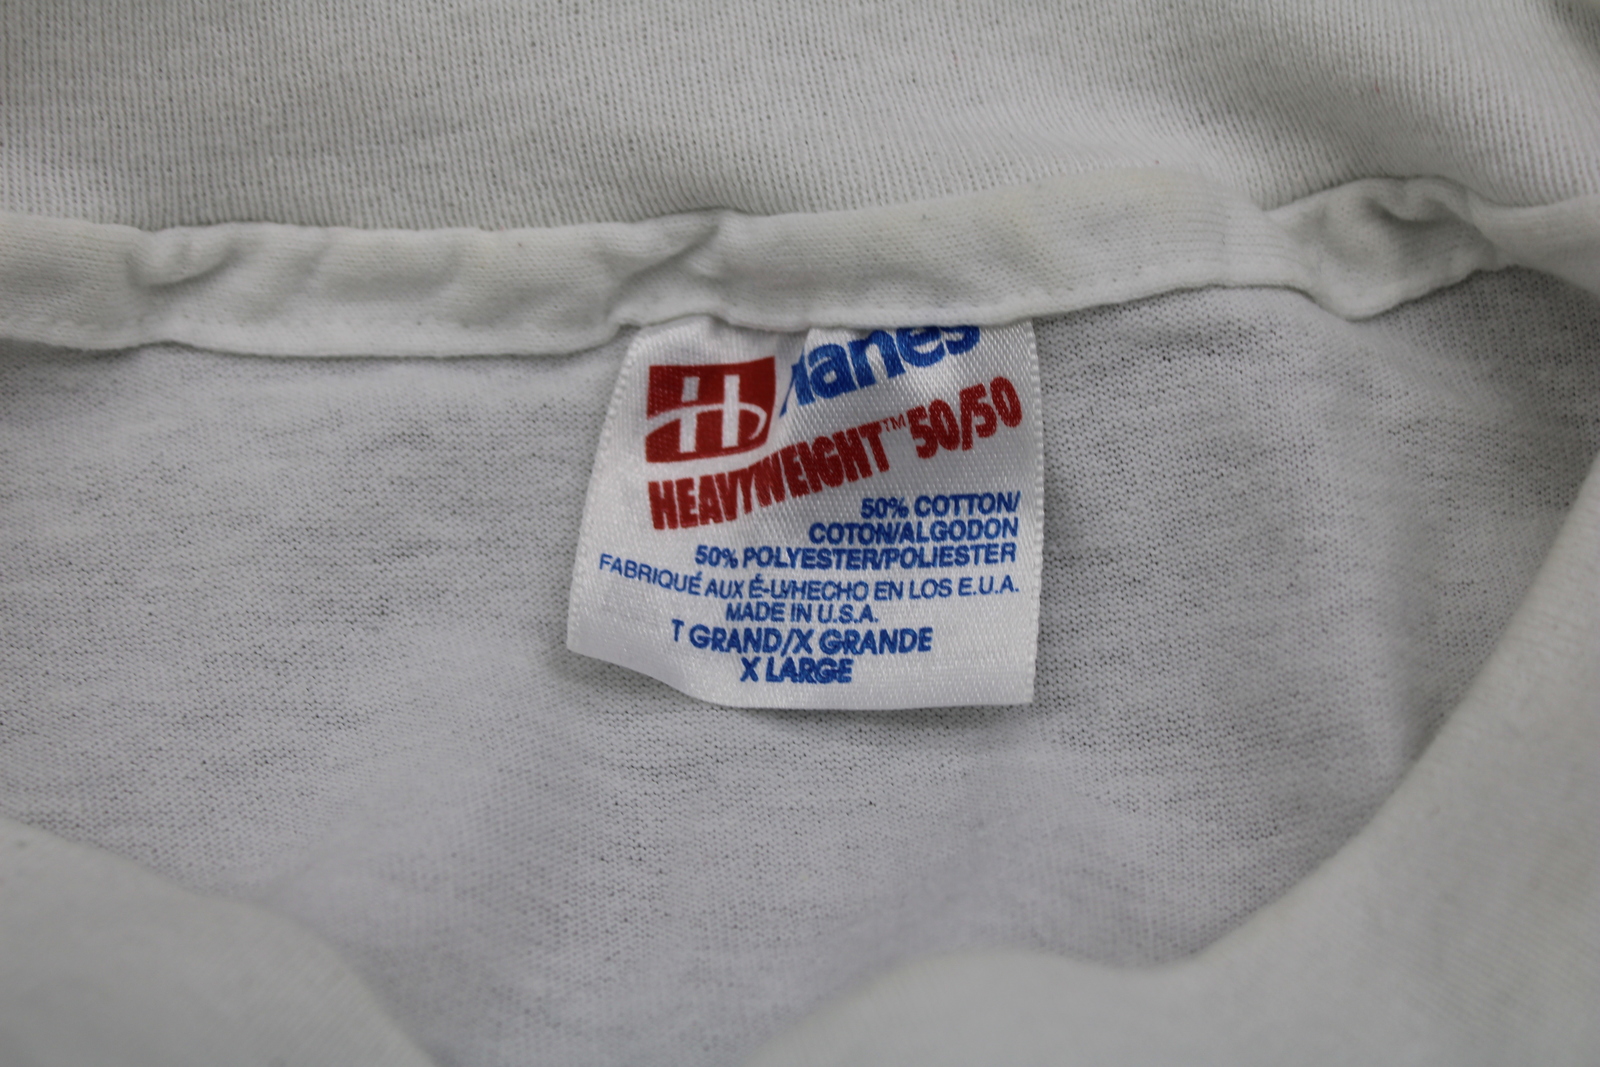 H Hanes
HEAVYWEIGHT™ 50/50
50% COTTON/
COTON/ALGODON
50% POLYESTER/POLIESTER
FABRIQUÉ AUX É-U/HECHO EN LOS E.U.A.
MADE IN U.S.A.
T GRAND/X GRANDE
X LARGE